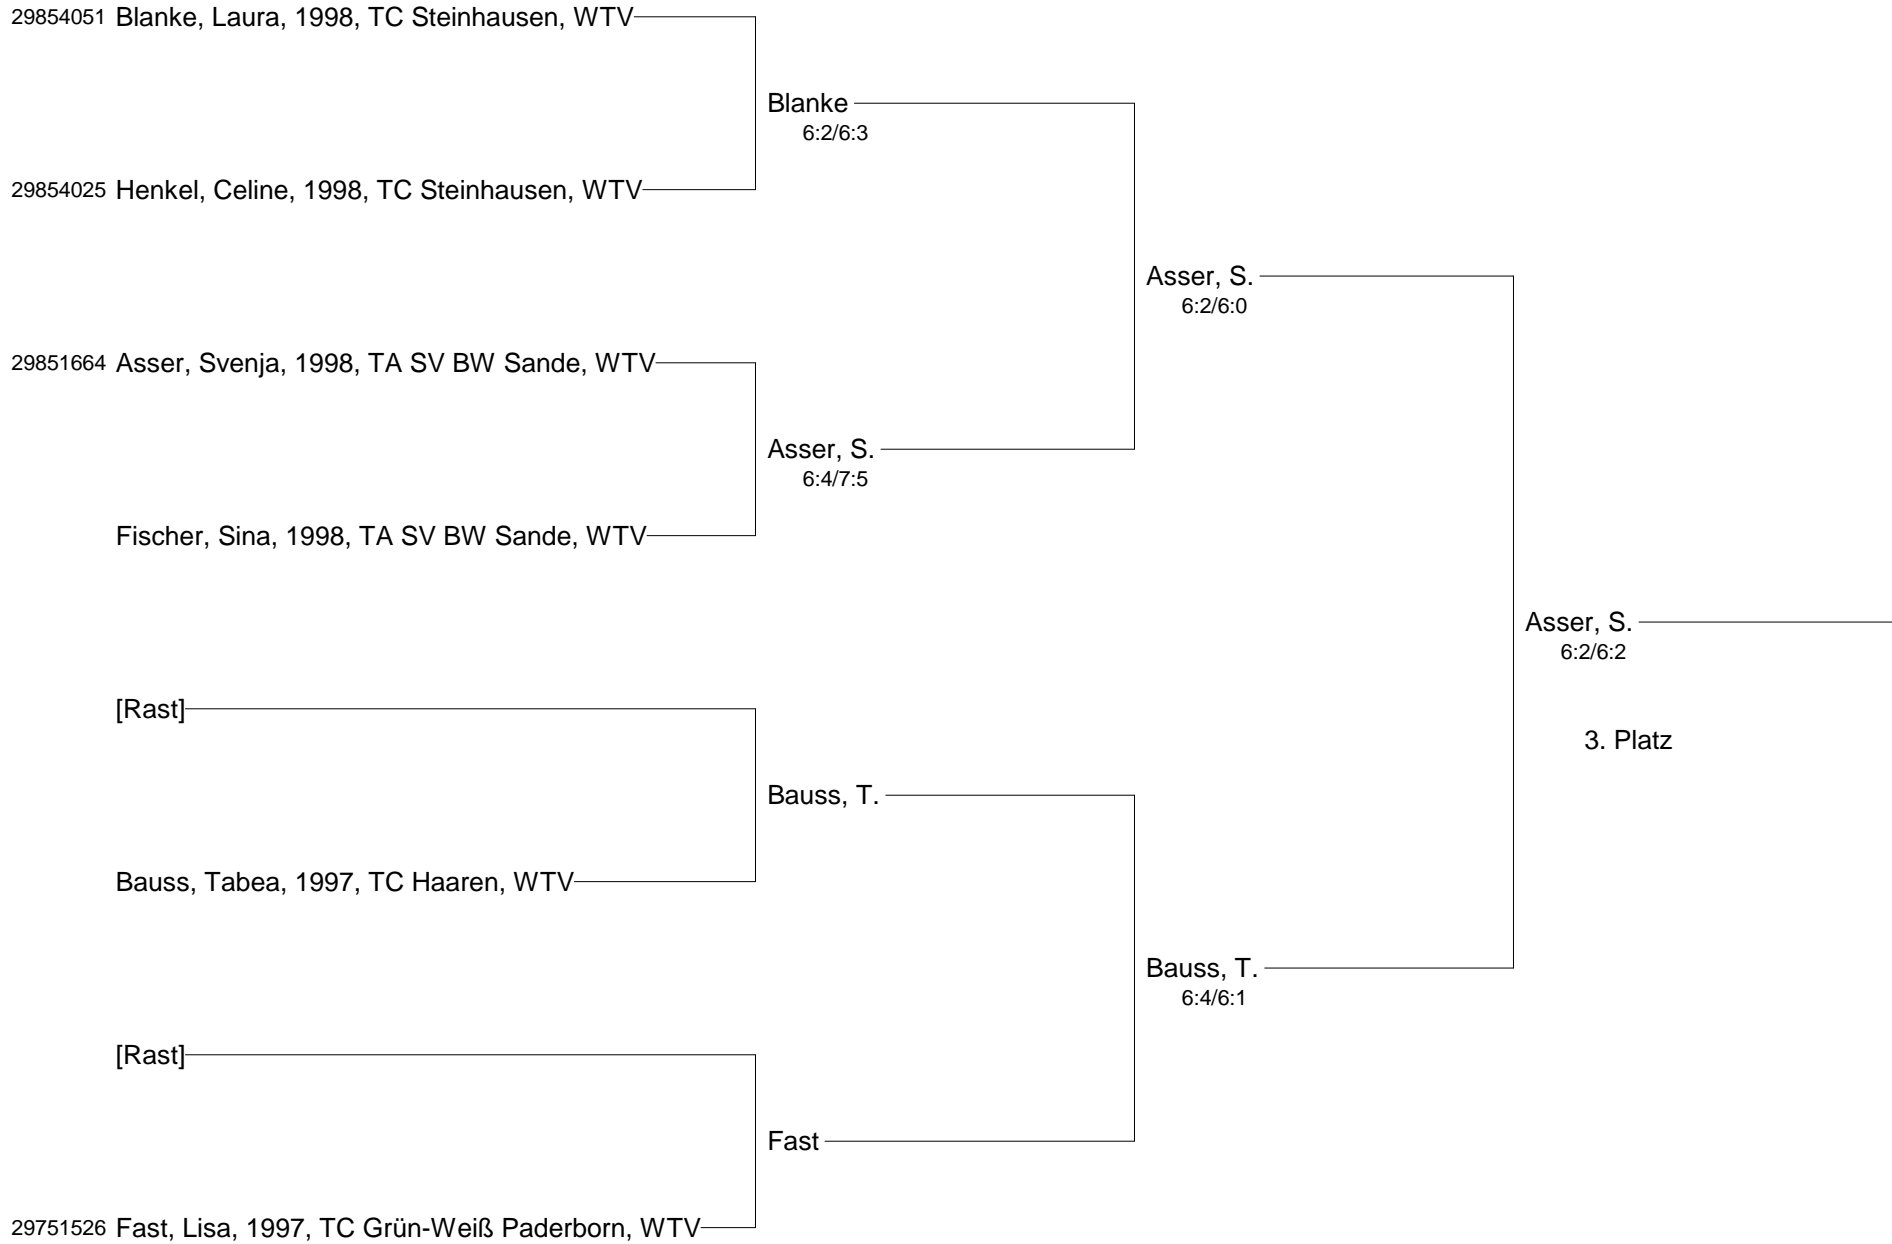 29854051 Blanke, Laura, 1998, TC Steinhausen, WTV
Blanke
6:2/6:3
29854025 Henkel, Celine, 1998, TC Steinhausen, WTV
Asser, S.
6:2/6:0
29851664 Asser, Svenja, 1998, TA SV BW Sande, WTV
Asser, S.
6:4/7:5
Fischer, Sina, 1998, TA SV BW Sande, WTV
Asser, S.
6:2/6:2
[Rast]
3. Platz
Bauss, T.
Bauss, Tabea, 1997, TC Haaren, WTV
Bauss, T.
6:4/6:1
[Rast]
Fast
29751526 Fast, Lisa, 1997, TC Grün-Weiß Paderborn, WTV